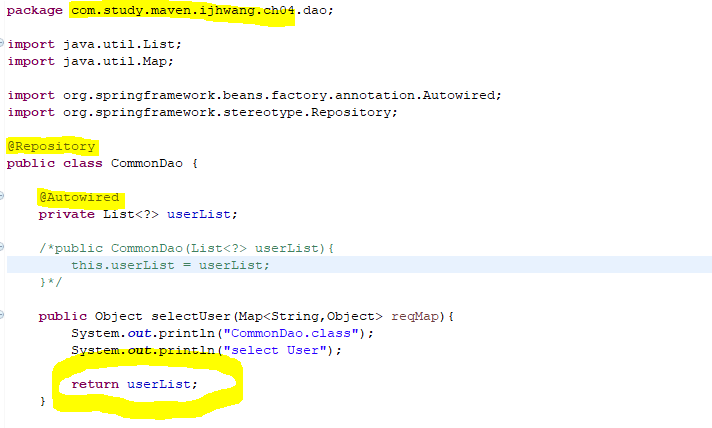 package com.study.maven.ijhwang.ch04.dao;
import java.util.List;
import java.util.Map;
import org.springframework.beans.factory.annotation.Autowired;
import org.springframework.stereotype.Repository;
@Repository
public class CommonDao {
@Autowired
private List<?> userList;
/*public CommonDao(List<?> userList){
this.userList = userList;
}*/
public Object selectUser(Map<String,Object> reqMap){
System.out.println("CommonDao.class");
System.out.println("select User");
return userList;
}